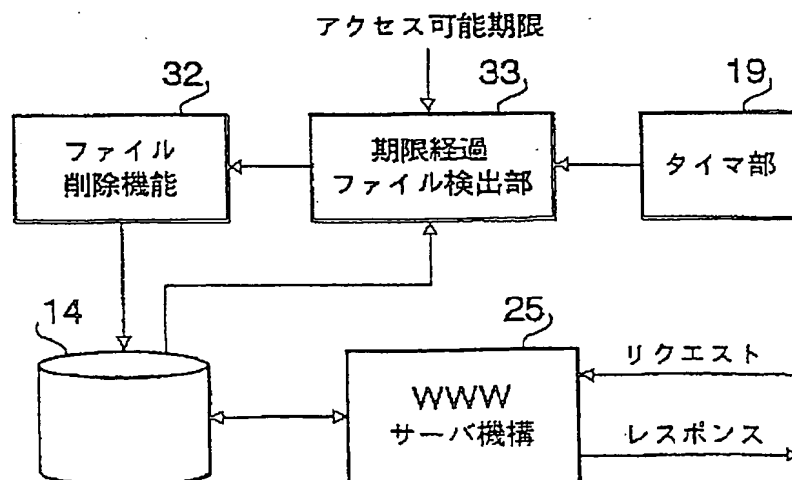 アクセス可能期限
32
33
19
ファイル
削除機能
期限経過
ファイル検出部
タイマ部
14
25
WWW
サーバ機構
リクエスト
レスポンス